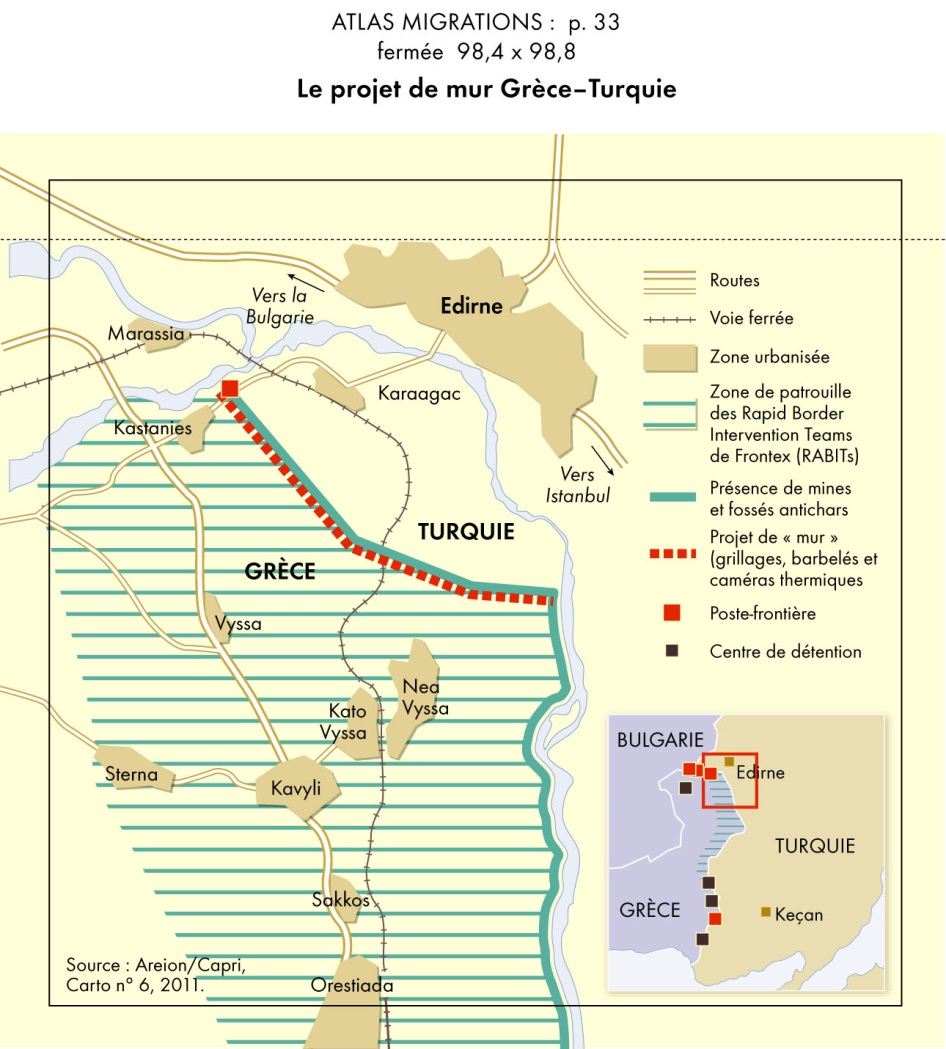 ATLAS MIGRATIONS : p. 33
fermée 98,4 x 98,8
Le projet de mur Grèce–Turquie
Vers la
Bulgarie
Edirne
Marassia
Karaagac
Kastanies
Vers
Istanbul
TURQUIE
GRÈCE
Vyssa
Nea
Vyssa
Kato
Vyssa
Sterna
Kavyli
Sakkos
Orestiada
Source : Areion/Capri,
Carto n° 6, 2011.
Routes
Voie ferrée
Zone urbanisée
Zone de patrouille
des Rapid Border
Intervention Teams
de Frontex (RABITs)
Présence de mines
et fossés antichars
Projet de « mur »
(grillages, barbelés et
caméras thermiques
Poste-frontière
Centre de détention
BULGARIE
Edirne
TURQUIE
GRÈCE
Keçan